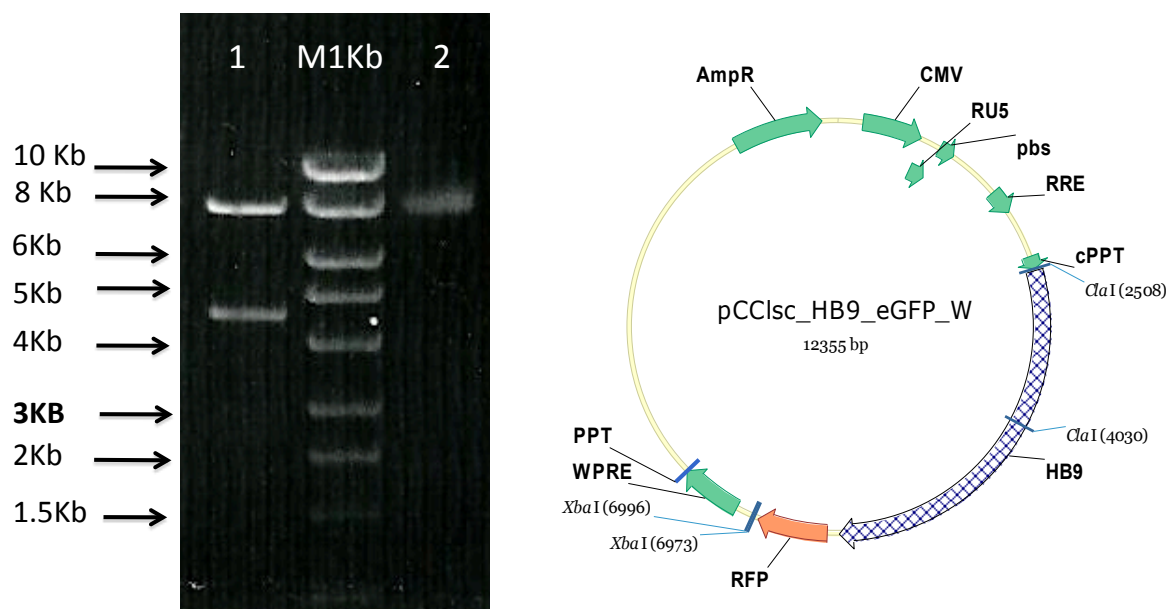 1 M1Kb 2
10 Kb
8 Kb
6Kb
5Kb
4Kb
3KB
2Kb
1.5Kb
AmpR
CMV
RU5
pbs
RRE
cPPT
ClaI (2508)
pCClsc_HB9_eGFP_W
12355 bp
ClaI (4030)
HB9
PPT
WPRE
XbaI (6996)
XbaI (6973)
RFP